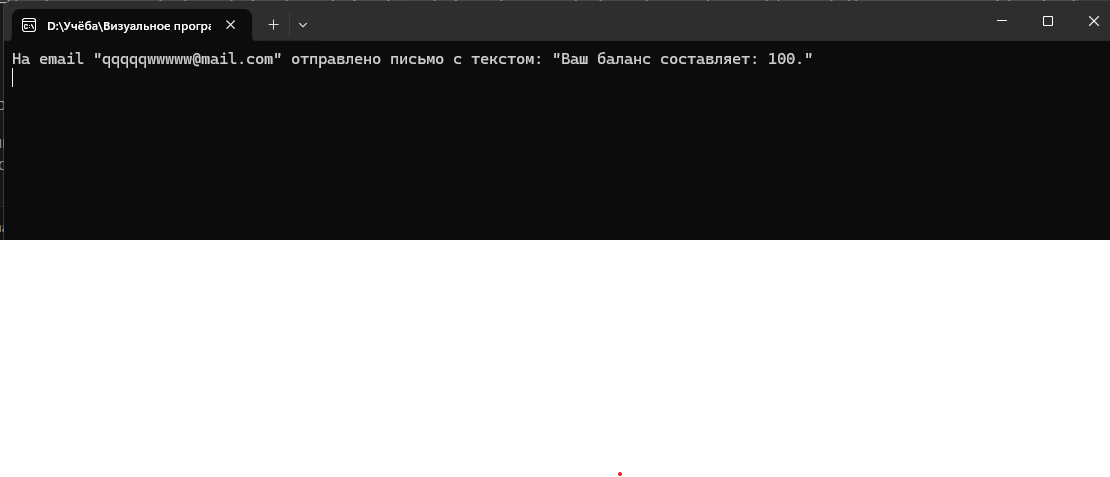 D:\Учёба\Визуальное програ
На email "qqqqqwwwww@mail.com" отправлено письмо с текстом: "Ваш баланс составляет: 100."